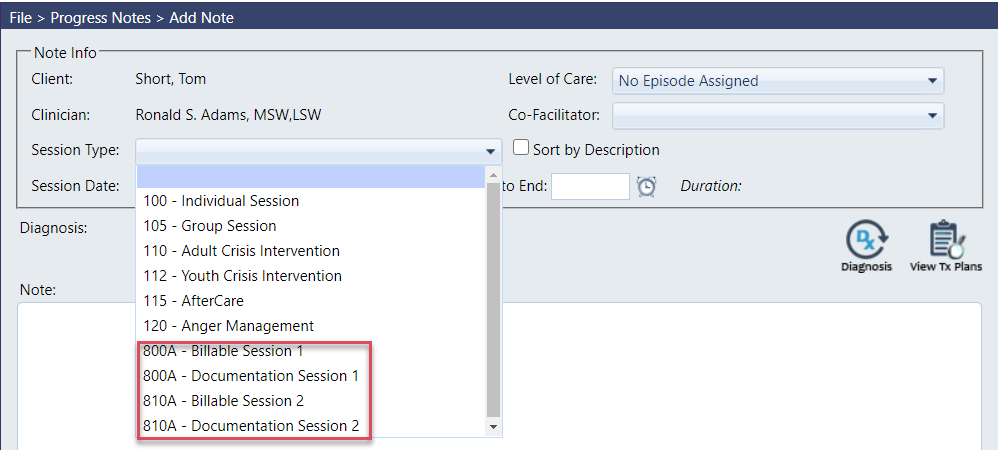 File > Progress Notes > Add Note
Note Info
Client: Short, Tom Level of Care: No Episode Assigned
Clinician: Ronald S. Adams, MSW,LSW Co-Facilitator:
Session Type: Sort by Description
Session Date: to End: Duration:
100 - Individual Session
105 - Group Session
110 - Adult Crisis Intervention
112 - Youth Crisis Intervention
115 - AfterCare
120 - Anger Management
800A - Billable Session 1
800A - Documentation Session 1
810A - Billable Session 2
810A - Documentation Session 2
Diagnosis:
Dx
Diagnosis View Tx Plans
Note: